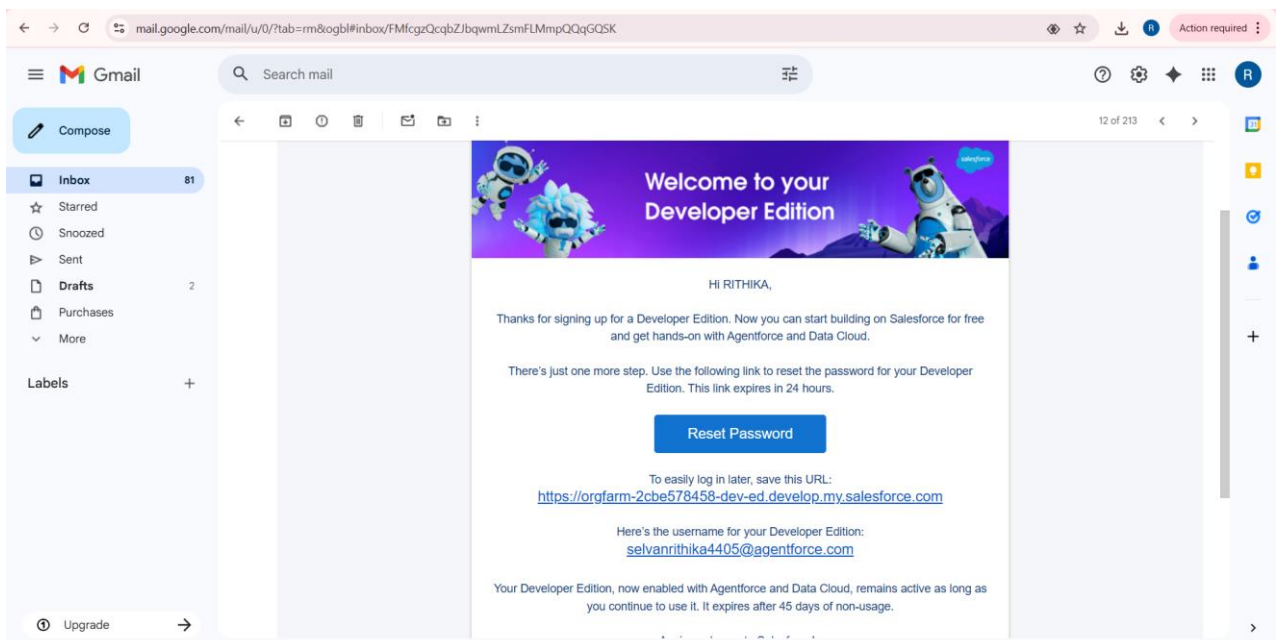 mail.google.com/mail/u/0/?tab=rm&ogbl#inbox/FMfcgzQcqbZJbqwmLZsmFLMmpQQqGQSK
R
Action required
Gmail
Search mail
R
Compose
12 of 213
31
Inbox 81
Starred
Snoozed
Sent
Drafts 2
Purchases
More
Labels
salesforce
Welcome to your
Developer Edition
Hi RITHIKA,
Thanks for signing up for a Developer Edition. Now you can start building on Salesforce for free
and get hands-on with Agentforce and Data Cloud.
There's just one more step. Use the following link to reset the password for your Developer
Edition. This link expires in 24 hours.
Reset Password
To easily log in later, save this URL:
https://orgfarm-2cbe578458-dev-ed.develop.my.salesforce.com
Here's the username for your Developer Edition:
selvanrithika4405@agentforce.com
Your Developer Edition, now enabled with Agentforce and Data Cloud, remains active as long as
you continue to use it. It expires after 45 days of non-usage.
Upgrade